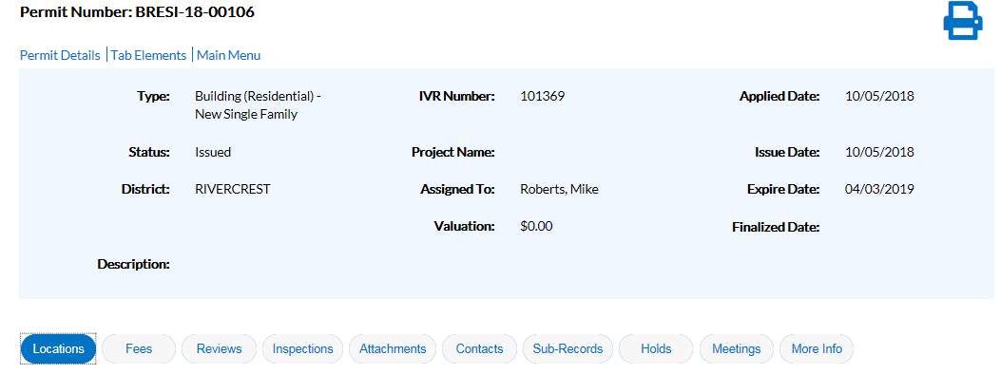 Permit Number: BRESI-18-00106
Permit Details | Tab Elements | Main Menu
Type: Building (Residential) - IVR Number: 101369 Applied Date: 10/05/2018
New Single Family
Status: Issued Project Name: Issue Date: 10/05/2018
District: RIVERCREST Assigned To: Roberts, Mike Expire Date: 04/03/2019
Valuation: $0.00 Finalized Date:
Description:
Locations Fees Reviews Inspections Attachments Contacts Sub-Records Holds Meetings More Info